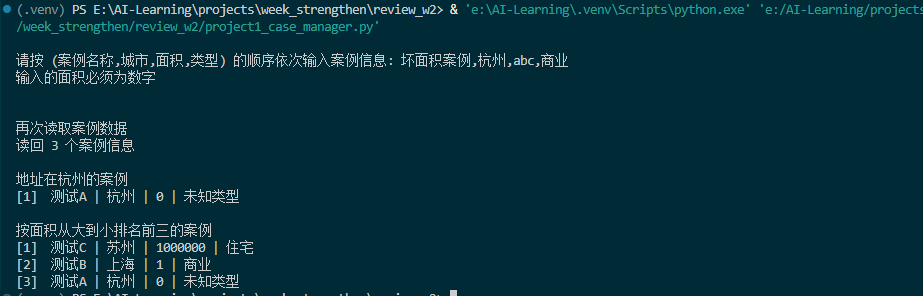 (.venv) PS E:\AI-Learning\projects\week_strengthen\review_w2> & 'e:\AI-Learning\.venv\Scripts\python.exe' 'e:/AI-Learning/projects
/week_strengthen/review_w2/project1_case_manager.py'
请按 (案例名称,城市,面积,类型) 的顺序依次输入案例信息: 坏面积案例,杭州,abc,商业
输入的面积必须为数字
再次读取案例数据
读回 3 个案例信息
地址在杭州的案例
[1] 测试A | 杭州 | 0 | 未知类型
按面积从大到小排名前三的案例
[1] 测试C | 苏州 | 1000000 | 住宅
[2] 测试B | 上海 | 1 | 商业
[3] 测试A | 杭州 | 0 | 未知类型